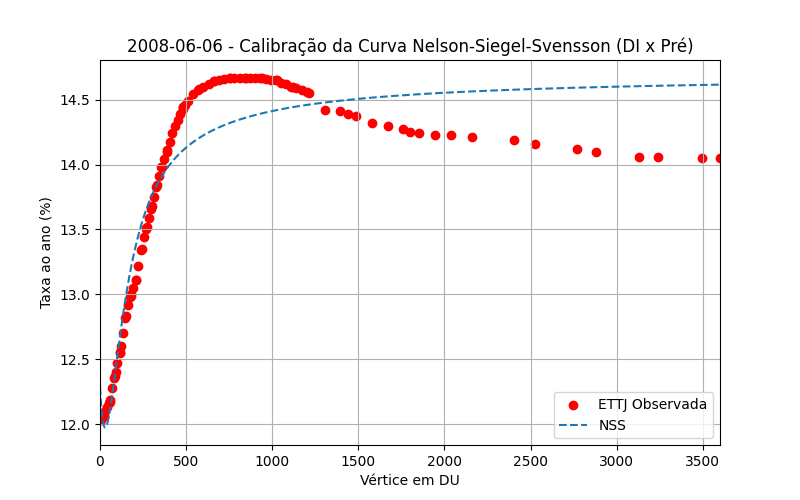 2008-06-06 - Calibração da Curva Nelson-Siegel-Svensson (DI x Pré)
Taxa ao ano (%)
14.5
14.0
13.5
13.0
12.5
12.0
0 500 1000 1500 2000 2500 3000 3500
Vértice em DU
ETTJ Observada
NSS